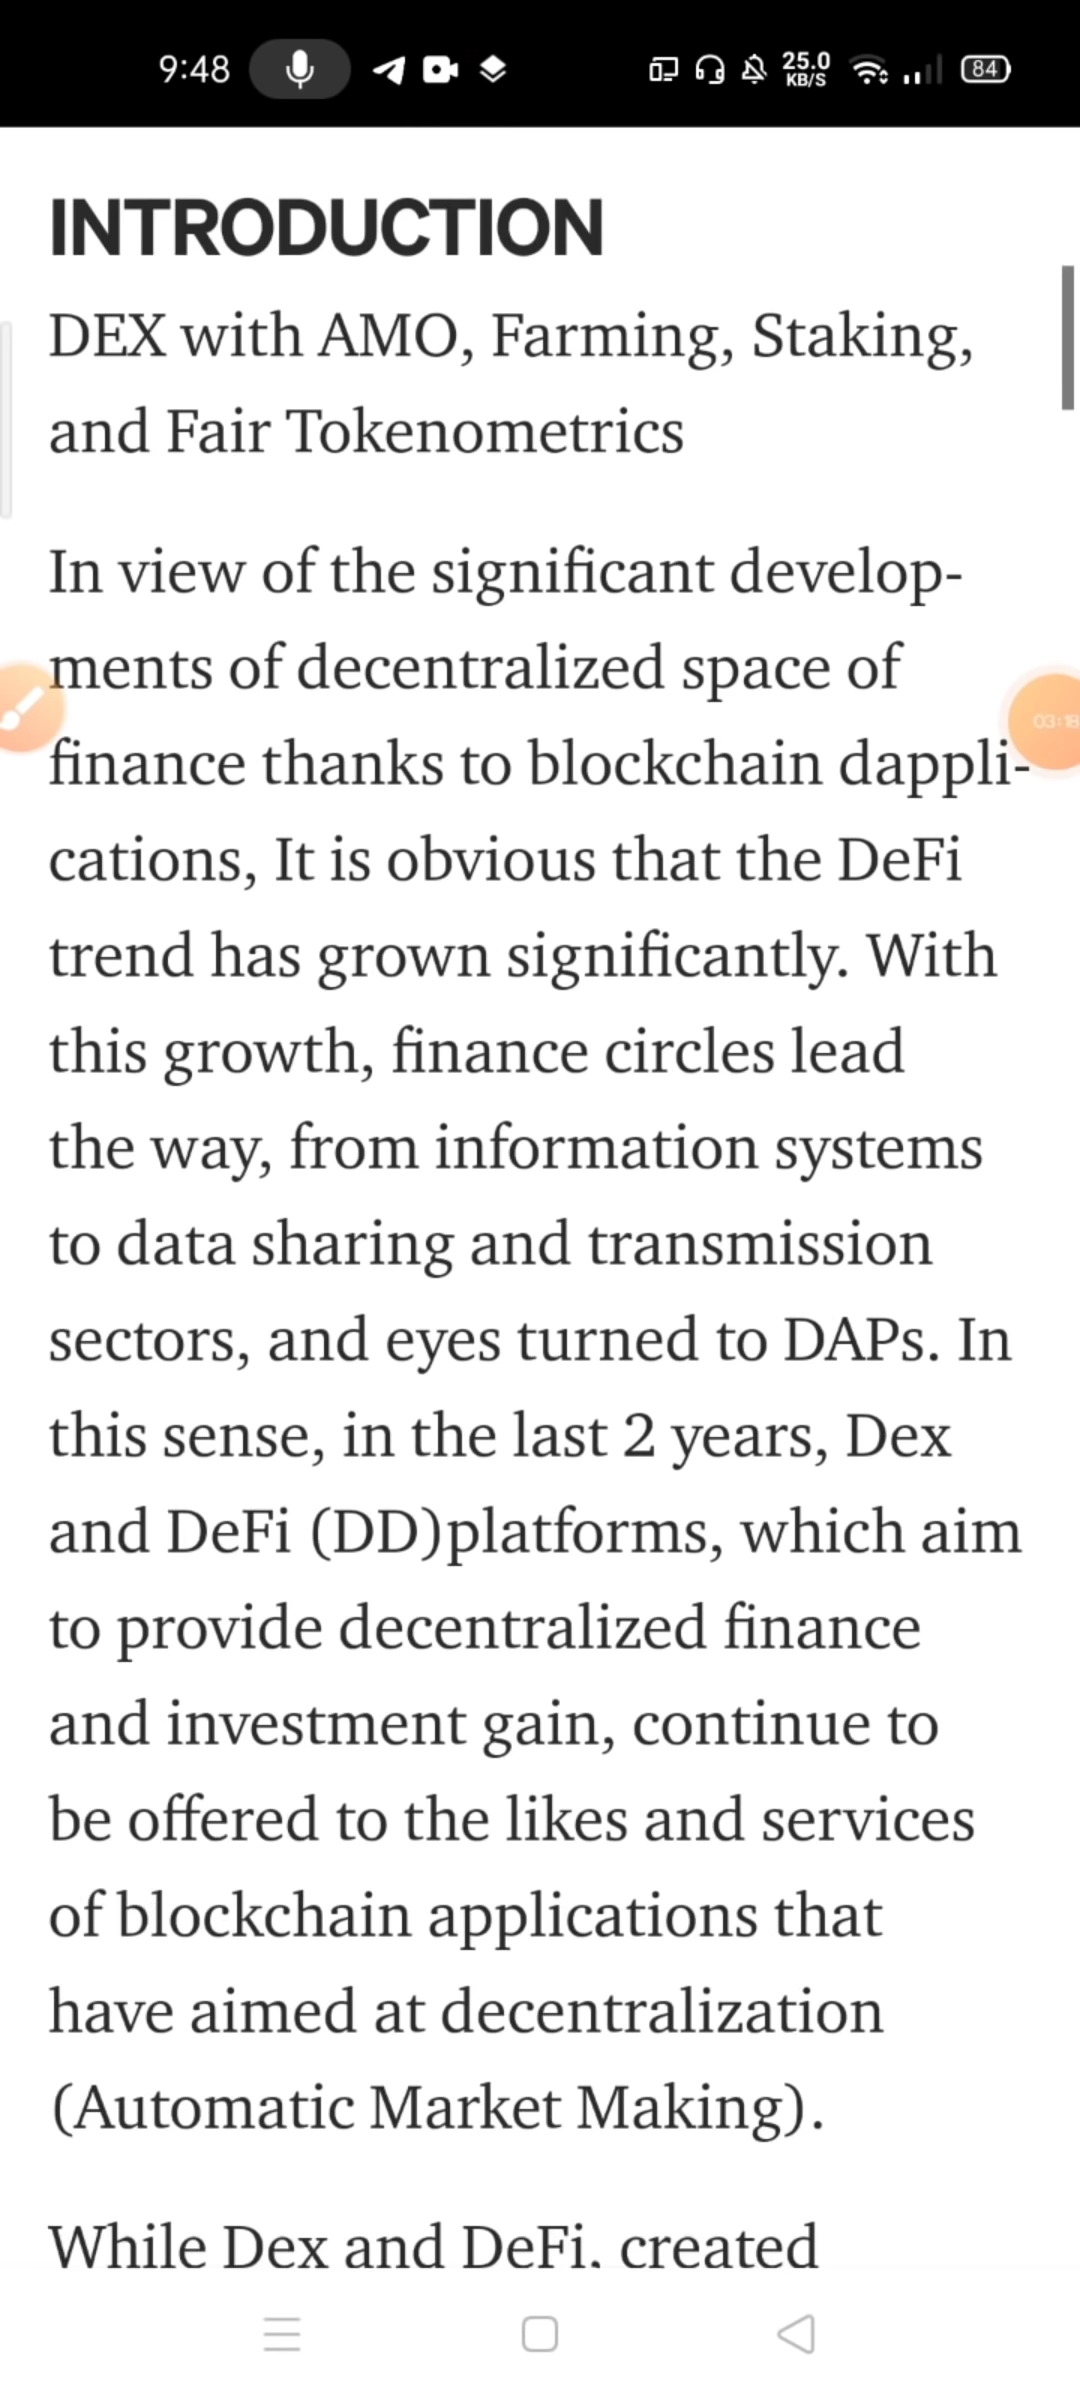 9:48
25.0
KB/S
84
INTRODUCTION
DEX with AMO, Farming, Staking,
and Fair Tokenometrics
In view of the significant develop-
ments of decentralized space of
finance thanks to blockchain dappli-
cations, It is obvious that the DeFi
trend has grown significantly. With
this growth, finance circles lead
the way, from information systems
to data sharing and transmission
sectors, and eyes turned to DAPs. In
this sense, in the last 2 years, Dex
and DeFi (DD)platforms, which aim
to provide decentralized finance
and investment gain, continue to
be offered to the likes and services
of blockchain applications that
have aimed at decentralization
(Automatic Market Making).
While Dex and DeFi, created
03:18